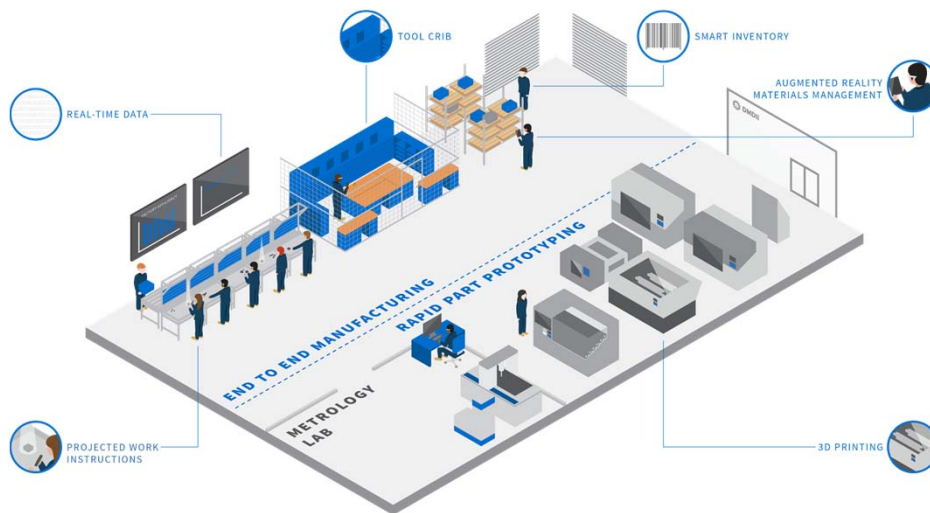 TOOL CRIB
SMART INVENTORY
AUGMENTED REALITY
MATERIALS MANAGEMENT
REAL-TIME DATA
DMDII
END TO END MANUFACTURING
RAPID PART PROTOTYPING
METROLOGY
LAB
PROJECTED WORK
INSTRUCTIONS
3D PRINTING